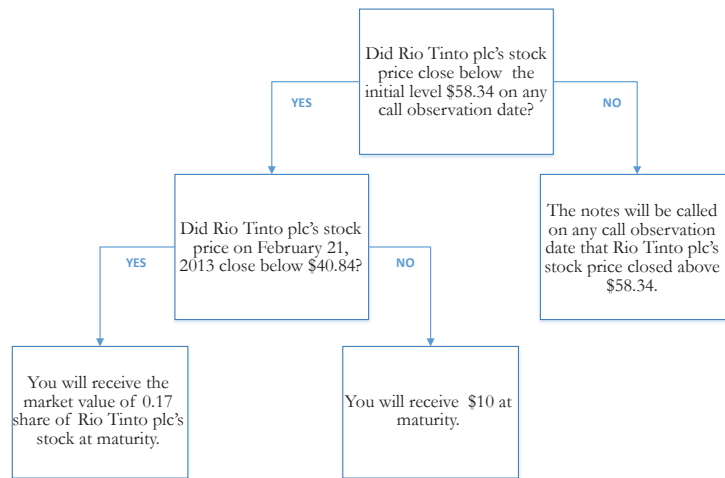 Did Rio Tinto plc's stock
price close below the
initial level $58.34 on any
call observation date?
YES
NO
Did Rio Tinto plc's stock
price on February 21,
2013 close below $40.84?
The notes will be called
on any call observation
date that Rio Tinto plc's
stock price closed above
$58.34.
YES
NO
You will receive the
market value of 0.17
share of Rio Tinto plc's
stock at maturity.
You will receive $10 at
maturity.